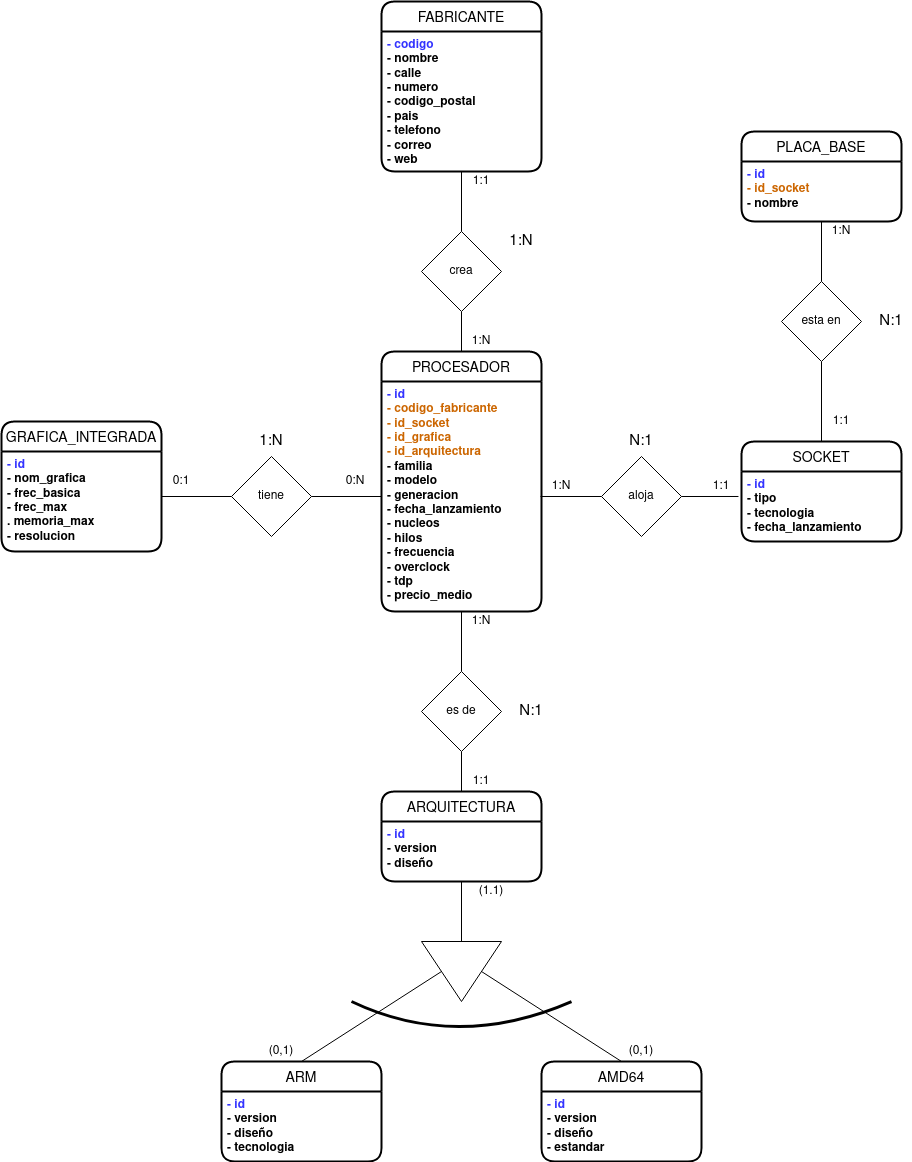 FABRICANTE
- codigo
- nombre
- calle
- numero
- codigo_postal
- pais
- telefono
- correo
- web
1:1
crea
1:N
1:N
PLACA_BASE
- id
- id_socket
- nombre
1:N
esta en
N:1
1:1
PROCESADOR
- id
- codigo_fabricante
- id_socket
- id_grafica
- id_arquitectura
- familia
- modelo
- generacion
- fecha_lanzamiento
- nucleos
- hilos
- frecuencia
- overclock
- tdp
- precio_medio
GRAFICA_INTEGRADA
- id
- nom_grafica
- frec_basica
- frec_max
. memoria_max
- resolucion
0:1
1:N
tiene
0:N
1:N
N:1
aloja
1:1
SOCKET
- id
- tipo
- tecnologia
- fecha_lanzamiento
1:N
es de
N:1
1:1
ARQUITECTURA
- id
- version
- diseño
(1.1)
(0,1)
(0,1)
ARM
- id
- version
- diseño
- tecnologia
AMD64
- id
- version
- diseño
- estandar